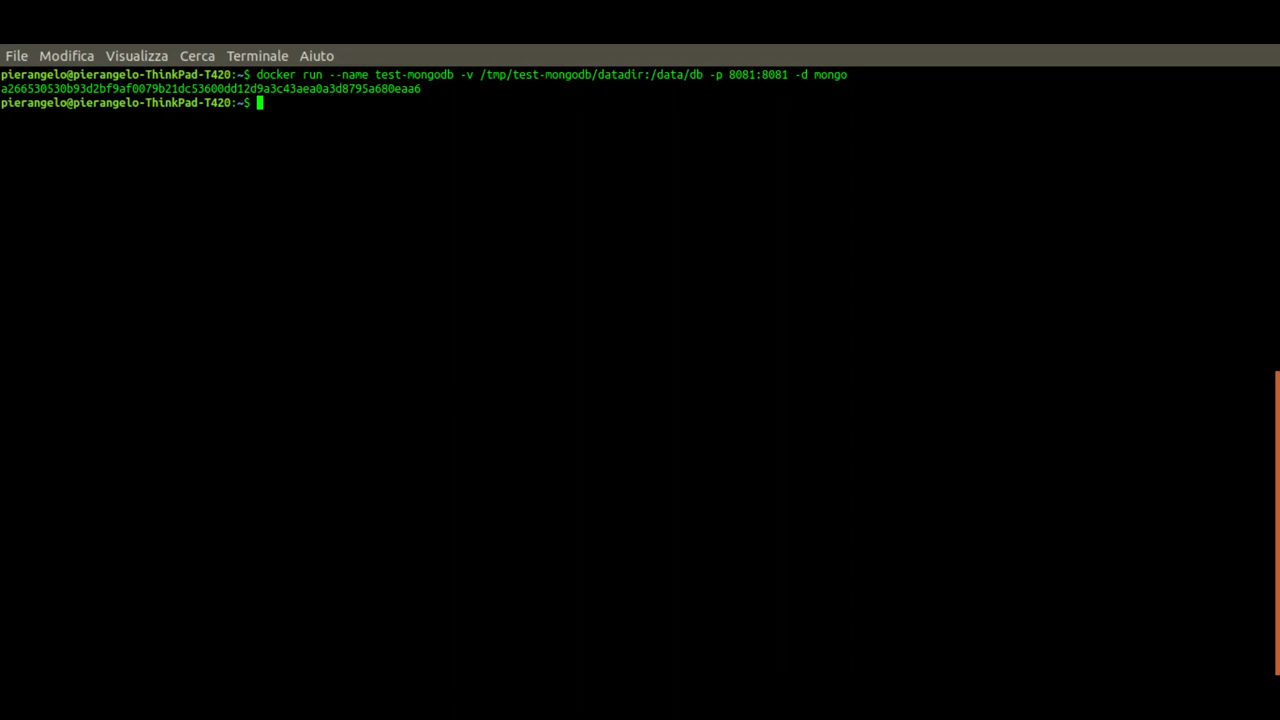 File Modifica Visualizza Cerca Terminale Aiuto
pierangelo@pierangelo-ThinkPad-T420:~$ docker run --name test-mongodb -v /tmp/test-mongodb/datadir:/data/db -p 8081:8081 -d mongo
a266530530b93d2bf9af0079b21dc53600dd12d9a3c43aea0a3d8795a680eaa6
pierangelo@pierangelo-ThinkPad-T420:~$